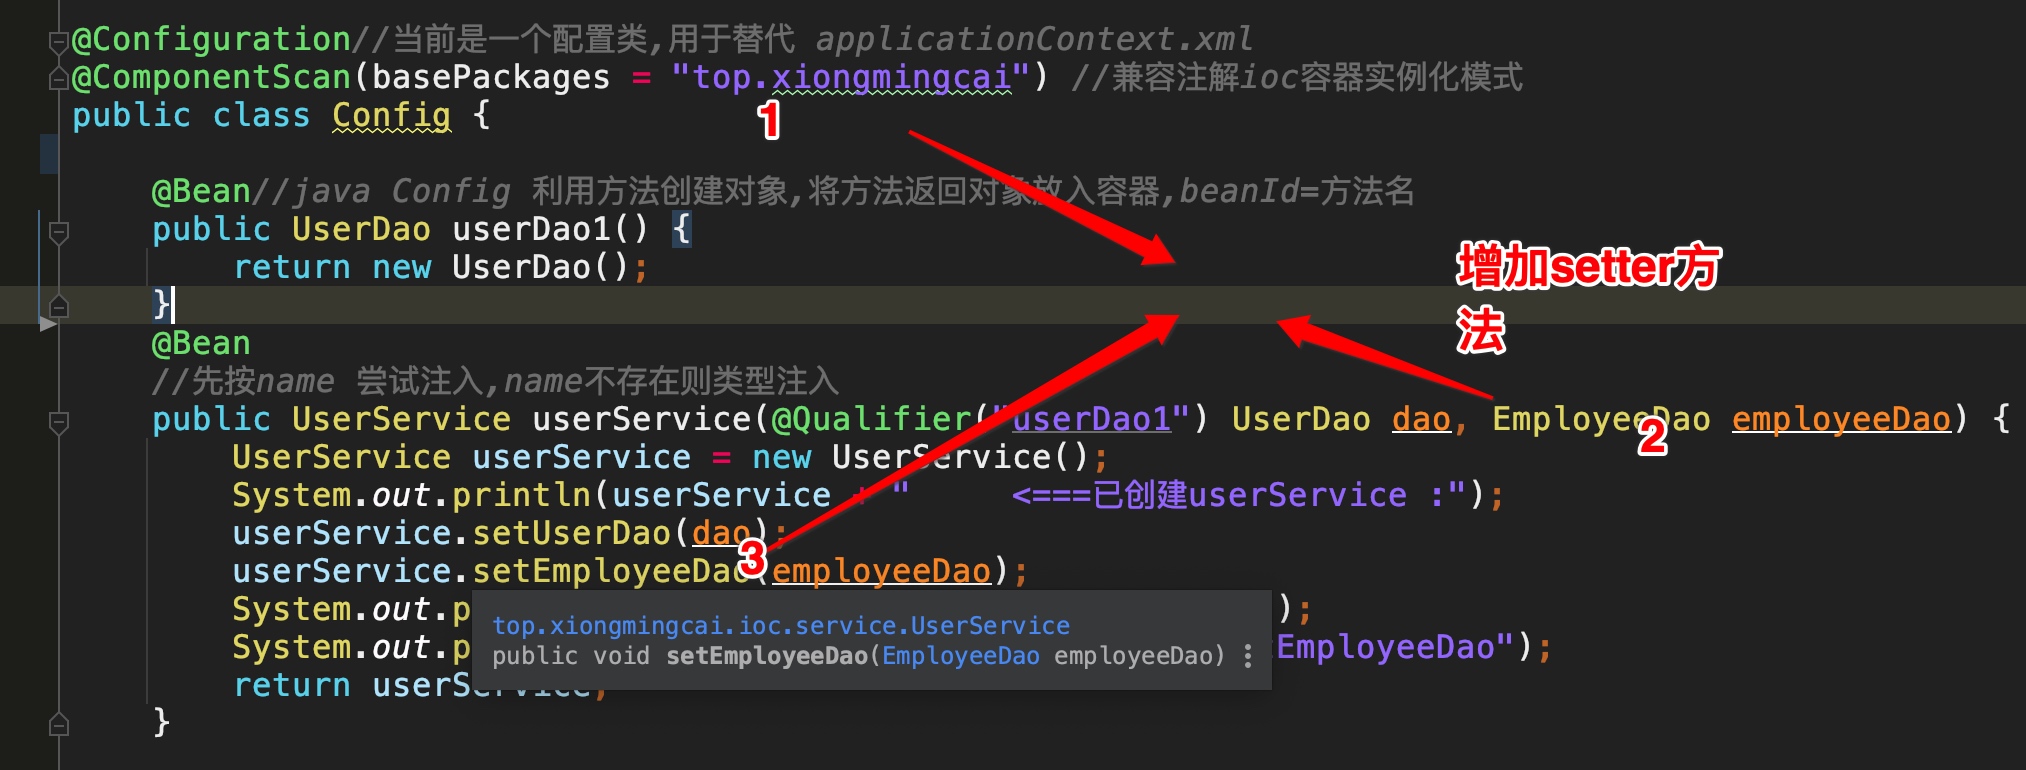 @Configuration//当前是一个配置类,用于替代 applicationContext.xml
@ComponentScan(basePackages = "top.xiongmingcai") //兼容注解ioc容器实例化模式
public class Config {
1
@Bean//java Config 利用方法创建对象,将方法返回对象放入容器,beanId=方法名
public UserDao userDao1() {
return new UserDao();
增加setter方
法
}
@Bean
//先按name 尝试注入,name不存在则类型注入
public UserService userService(@Qualifier("userDao1") UserDao dao, EmployeeDao employeeDao) {
2
UserService userService = new UserService();
System.out.println(userService + "     <===已创建userService :");
userService.setUserDao(dao);
3
userService.setEmployeeDao(employeeDao);
System.out.p );
top.xiongmingcai.ioc.service.UserService
System.out.p EmployeeDao");
public void setEmployeeDao(EmployeeDao employeeDao)
return userService;
}